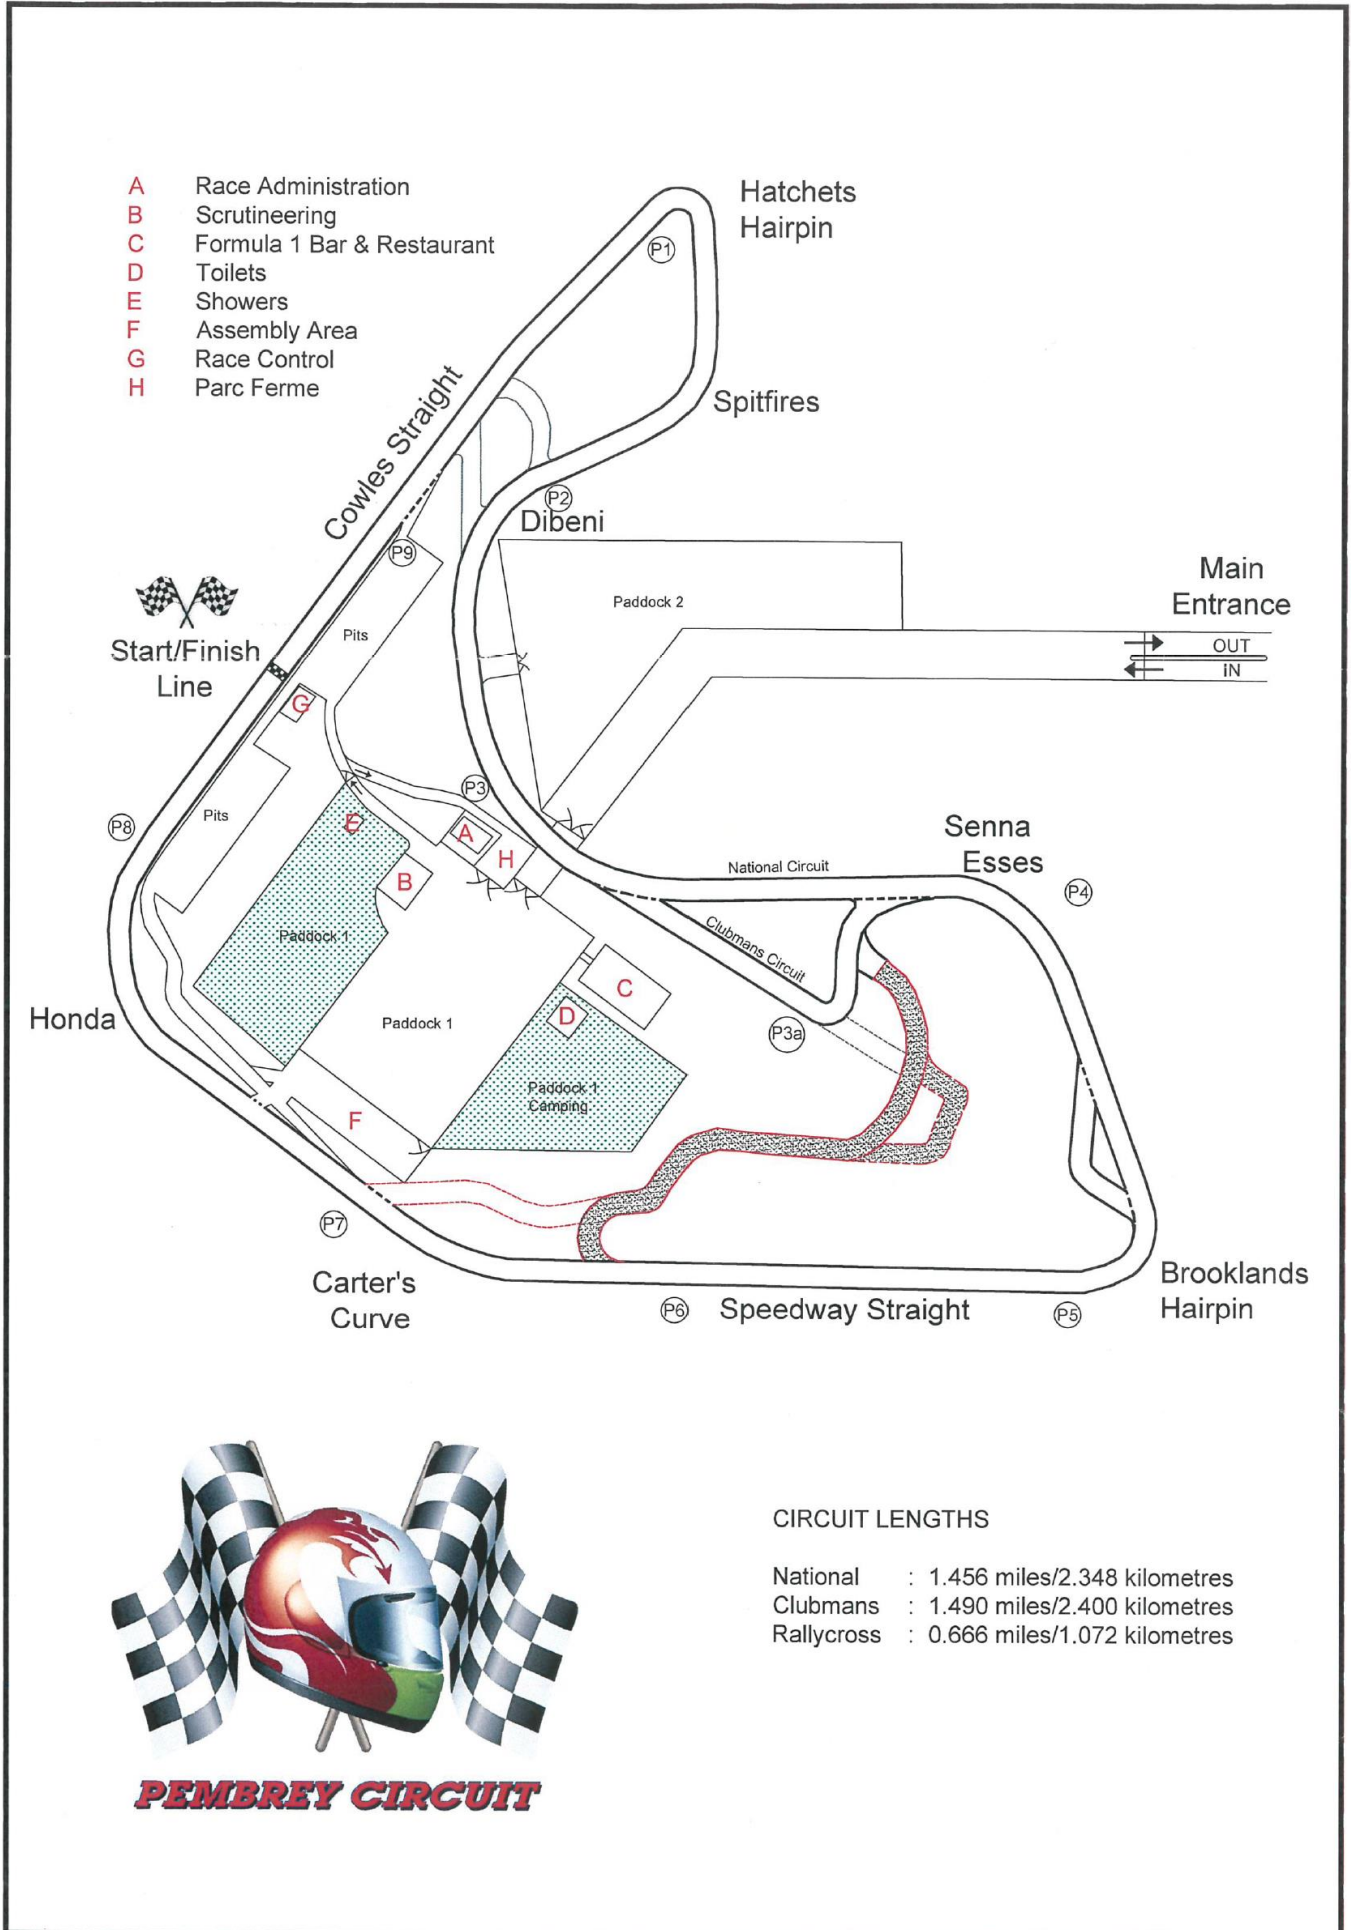 A Race Administration
B Scrutineering
C Formula 1 Bar & Restaurant
D Toilets
E Showers
F Assembly Area
G Race Control
H Parc Ferme
Hatchets
Hairpin
P1
Spitfires
Cowles Straight
P2
Dibeni
P9
Main
Entrance
OUT
IN
Paddock 2
Pits
Start/Finish
Line
G
P3
P8
Pits
E
A
H
B
Senna
Esses
National Circuit
P4
Clubmans Circuit
Paddock 1
C
D
Honda
Paddock 1
P3a
Paddock 1
Camping
F
P7
Carter's
Curve
P6
Speedway Straight
P5
Brooklands
Hairpin
CIRCUIT LENGTHS
National : 1.456 miles/2.348 kilometres
Clubmans : 1.490 miles/2.400 kilometres
Rallycross : 0.666 miles/1.072 kilometres
PEMBREY CIRCUIT